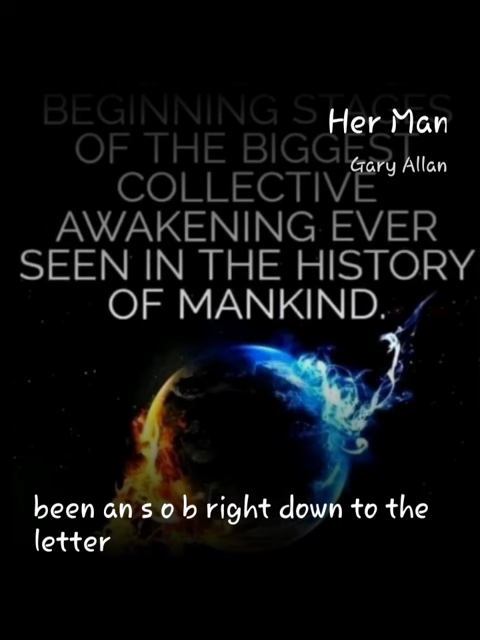 BEGINNING STAGES
Her Man
OF THE BIGGEST
Gary Allan
COLLECTIVE
AWAKENING EVER
SEEN IN THE HISTORY
OF MANKIND.
been an s o b right down to the
letter